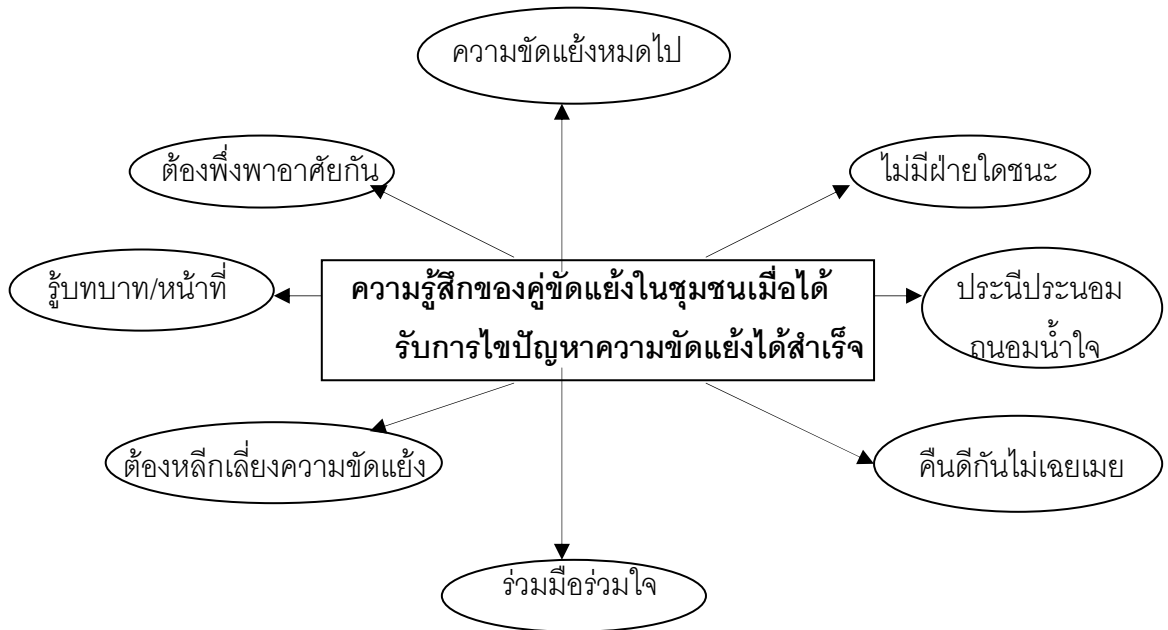 ความขัดแย้งหมดไป
ต้องพึ่งพาอาศัยกัน
ไม่มีฝ่ายใดชนะ
รู้บทบาท/หน้าที่
ความรู้สึกของคู่ขัดแย้งในชุมชนเมื่อได้
รับการไขปัญหาความขัดแย้งได้สำเร็จ
ประนีประนอม
ถนอมน้ำใจ
ต้องหลีกเลี่ยงความขัดแย้ง
คืนดีกันไม่เฉยเมย
ร่วมมือร่วมใจ